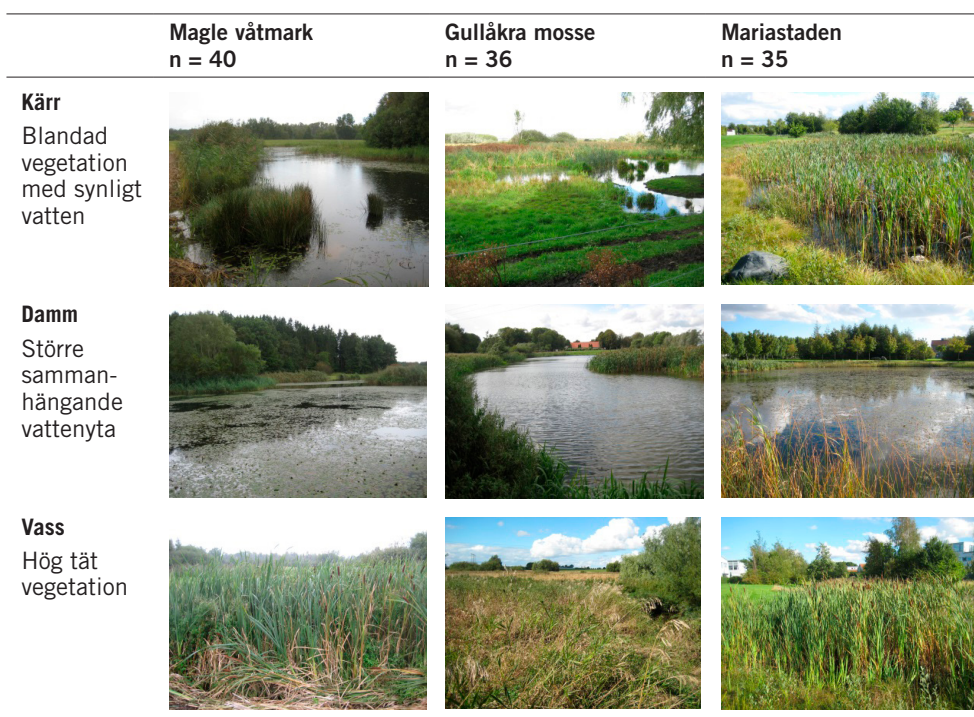 Magle våtmark
n = 40
Gullåkra mosse
n = 36
Mariastaden
n = 35
Kärr
Blandad
vegetation
med synligt
vatten
Damm
Större
samman-
hängande
vattenyta
Vass
Hög tät
vegetation